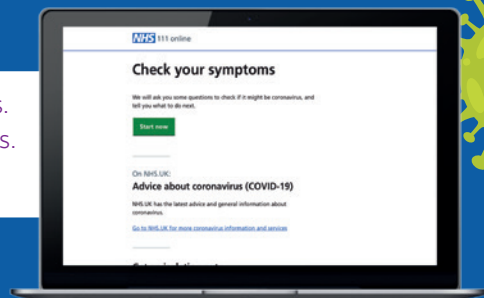 NHS 111 online
Check your symptoms
We will ask you some questions to check if it might be coronavirus, and
tell you what to do next.
Start now
s.
s.
On NHS.UK:
Advice about coronavirus (COVID-19)
NHS.UK has the latest advice and general information about
coronavirus.
Go to NHS.UK for more coronavirus information and services